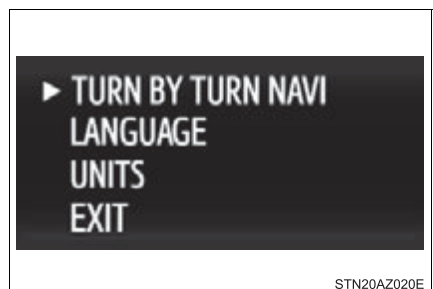 ► TURN BY TURN NAVI
LANGUAGE
UNITS
EXIT
STN20AZ020E